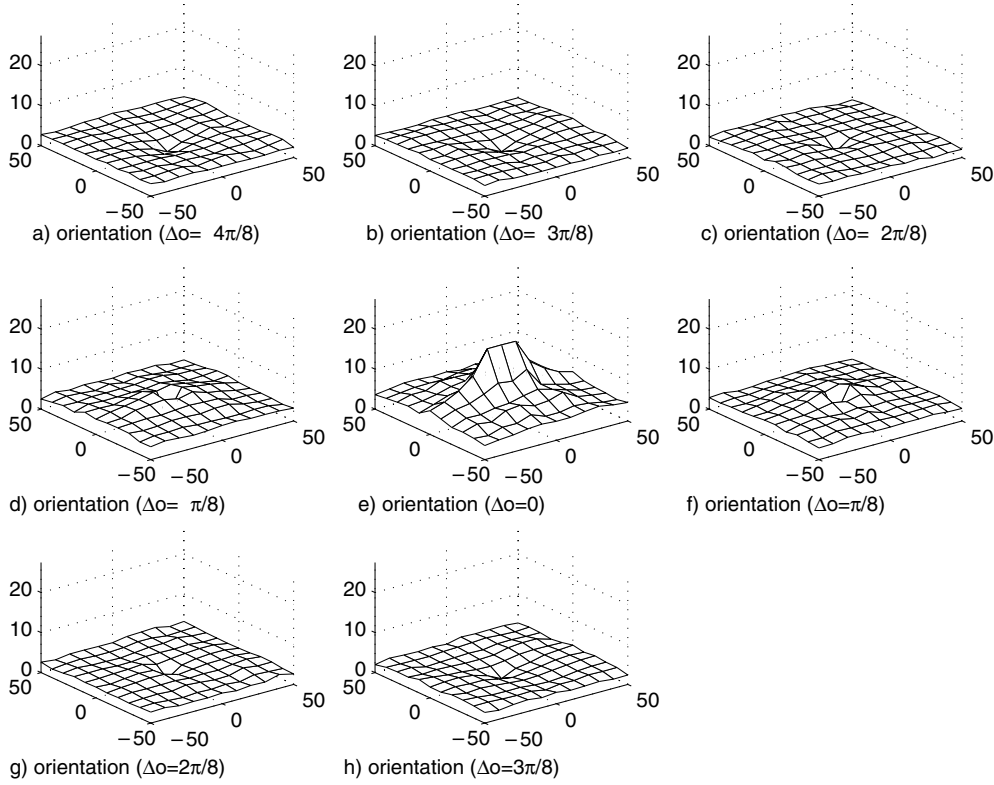 20 20 20
10 10 10
0 0 0
50 50 50
0 0 0
50 50 50
0 0 0
−50 −50 −50 −50 −50 −50
a) orientation (Δo= 4π/8) b) orientation (Δo= 3π/8) c) orientation (Δo= 2π/8)
20 20 20
10 10 10
0 0 0
50 50 50
0 0 0
50 50 50
0 0 0
−50 −50 −50 −50 −50 −50
d) orientation (Δo= π/8) e) orientation (Δo=0) f) orientation (Δo=π/8)
20 20
10 10
0 0
50 50
0 0
50 50
0 0
−50 −50 −50 −50
g) orientation (Δo=2π/8) h) orientation (Δo=3π/8)